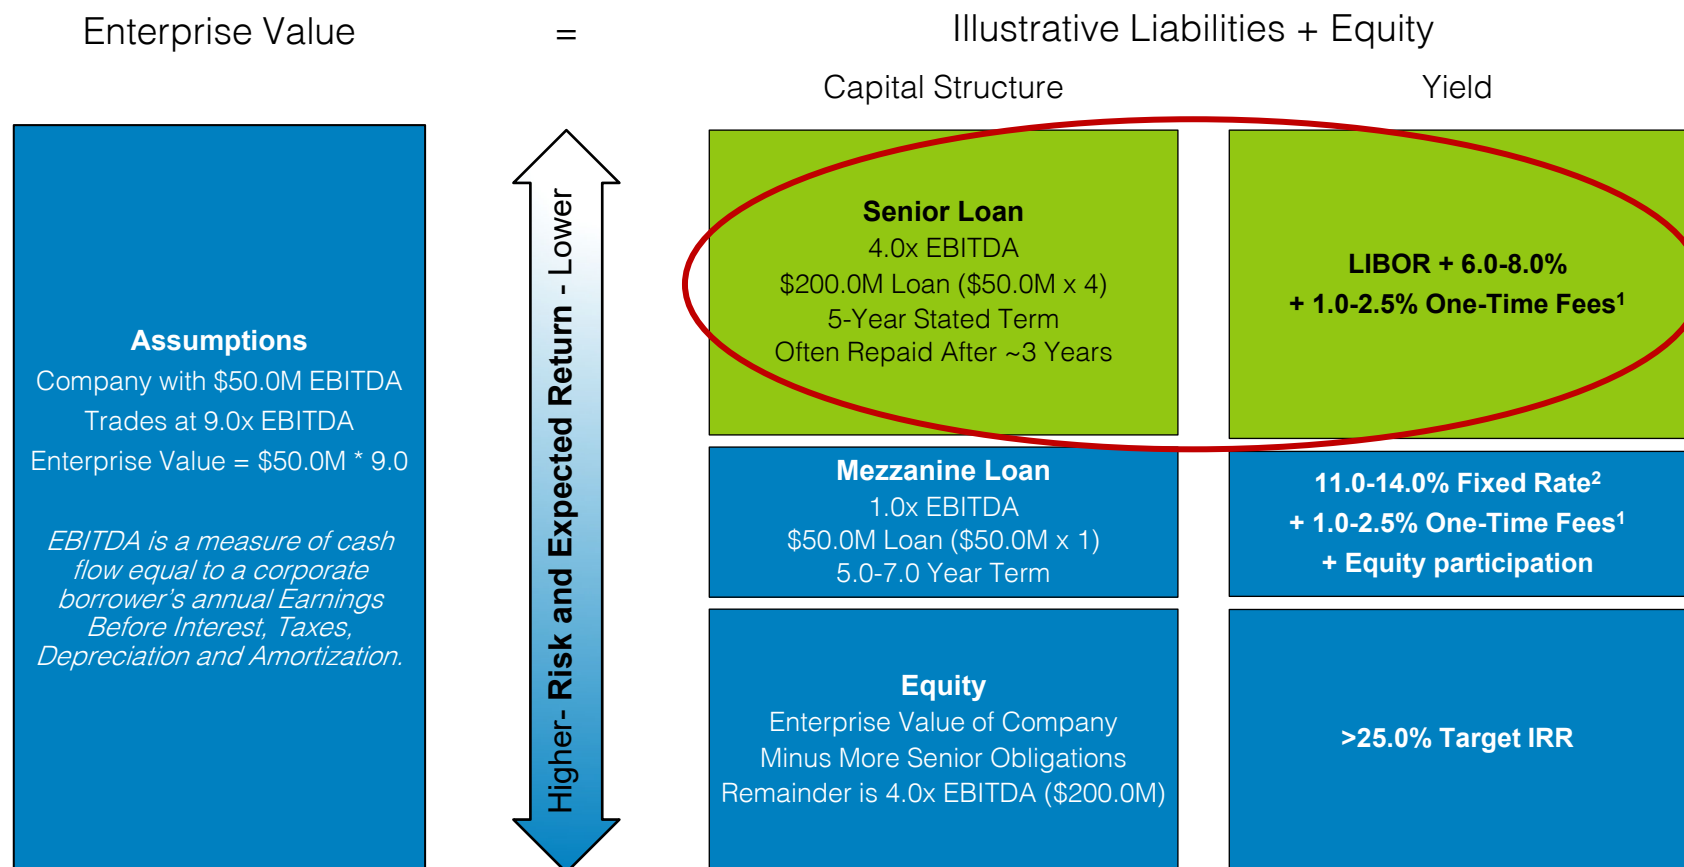 Enterprise Value
=
Illustrative Liabilities + Equity
Capital Structure
Yield
Assumptions
Company with $50.0M EBITDA
Trades at 9.0x EBITDA
Enterprise Value = $50.0M * 9.0
EBITDA is a measure of cash
flow equal to a corporate
borrower’s annual Earnings
Before Interest, Taxes,
Depreciation and Amortization.
Higher- Risk and Expected Return - Lower
Senior Loan
4.0x EBITDA
$200.0M Loan ($50.0M x 4)
5-Year Stated Term
Often Repaid After ~3 Years
LIBOR + 6.0-8.0%
+ 1.0-2.5% One-Time Fees¹
Mezzanine Loan
1.0x EBITDA
$50.0M Loan ($50.0M x 1)
5.0-7.0 Year Term
11.0-14.0% Fixed Rate²
+ 1.0-2.5% One-Time Fees¹
+ Equity participation
Equity
Enterprise Value of Company
Minus More Senior Obligations
Remainder is 4.0x EBITDA ($200.0M)
>25.0% Target IRR